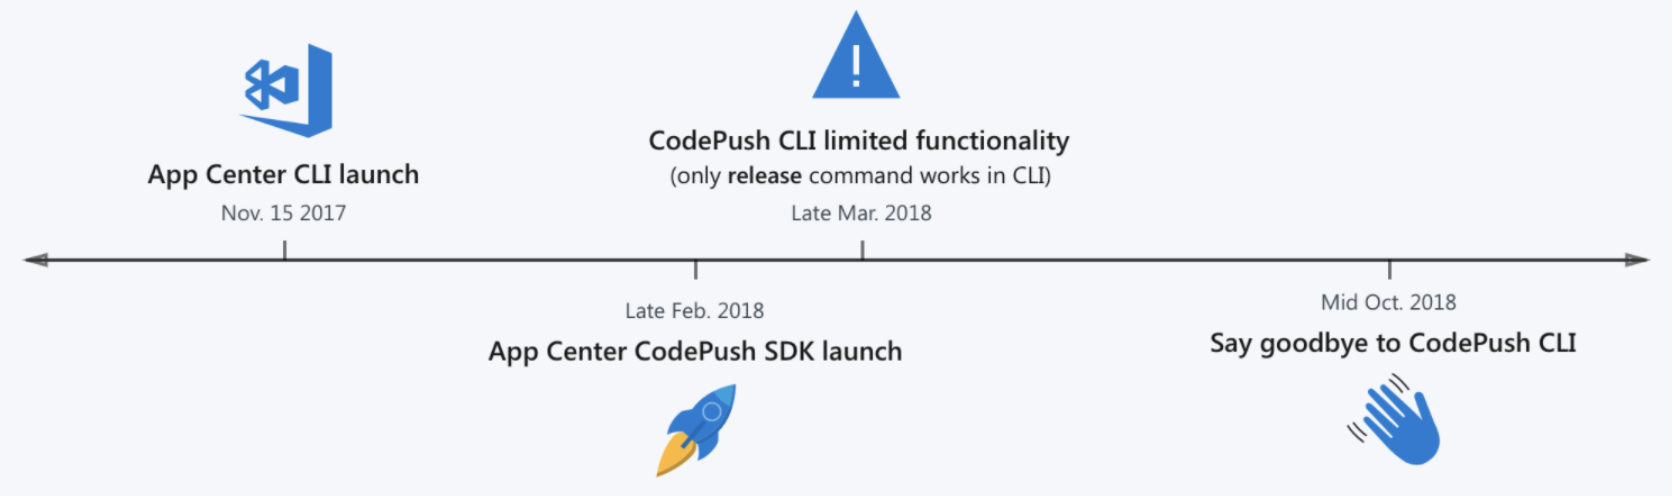 App Center CLI launch
Nov. 15 2017
CodePush CLI limited functionality
(only release command works in CLI)
Late Mar. 2018
Late Feb. 2018
App Center CodePush SDK launch
Mid Oct. 2018
Say goodbye to CodePush CLI